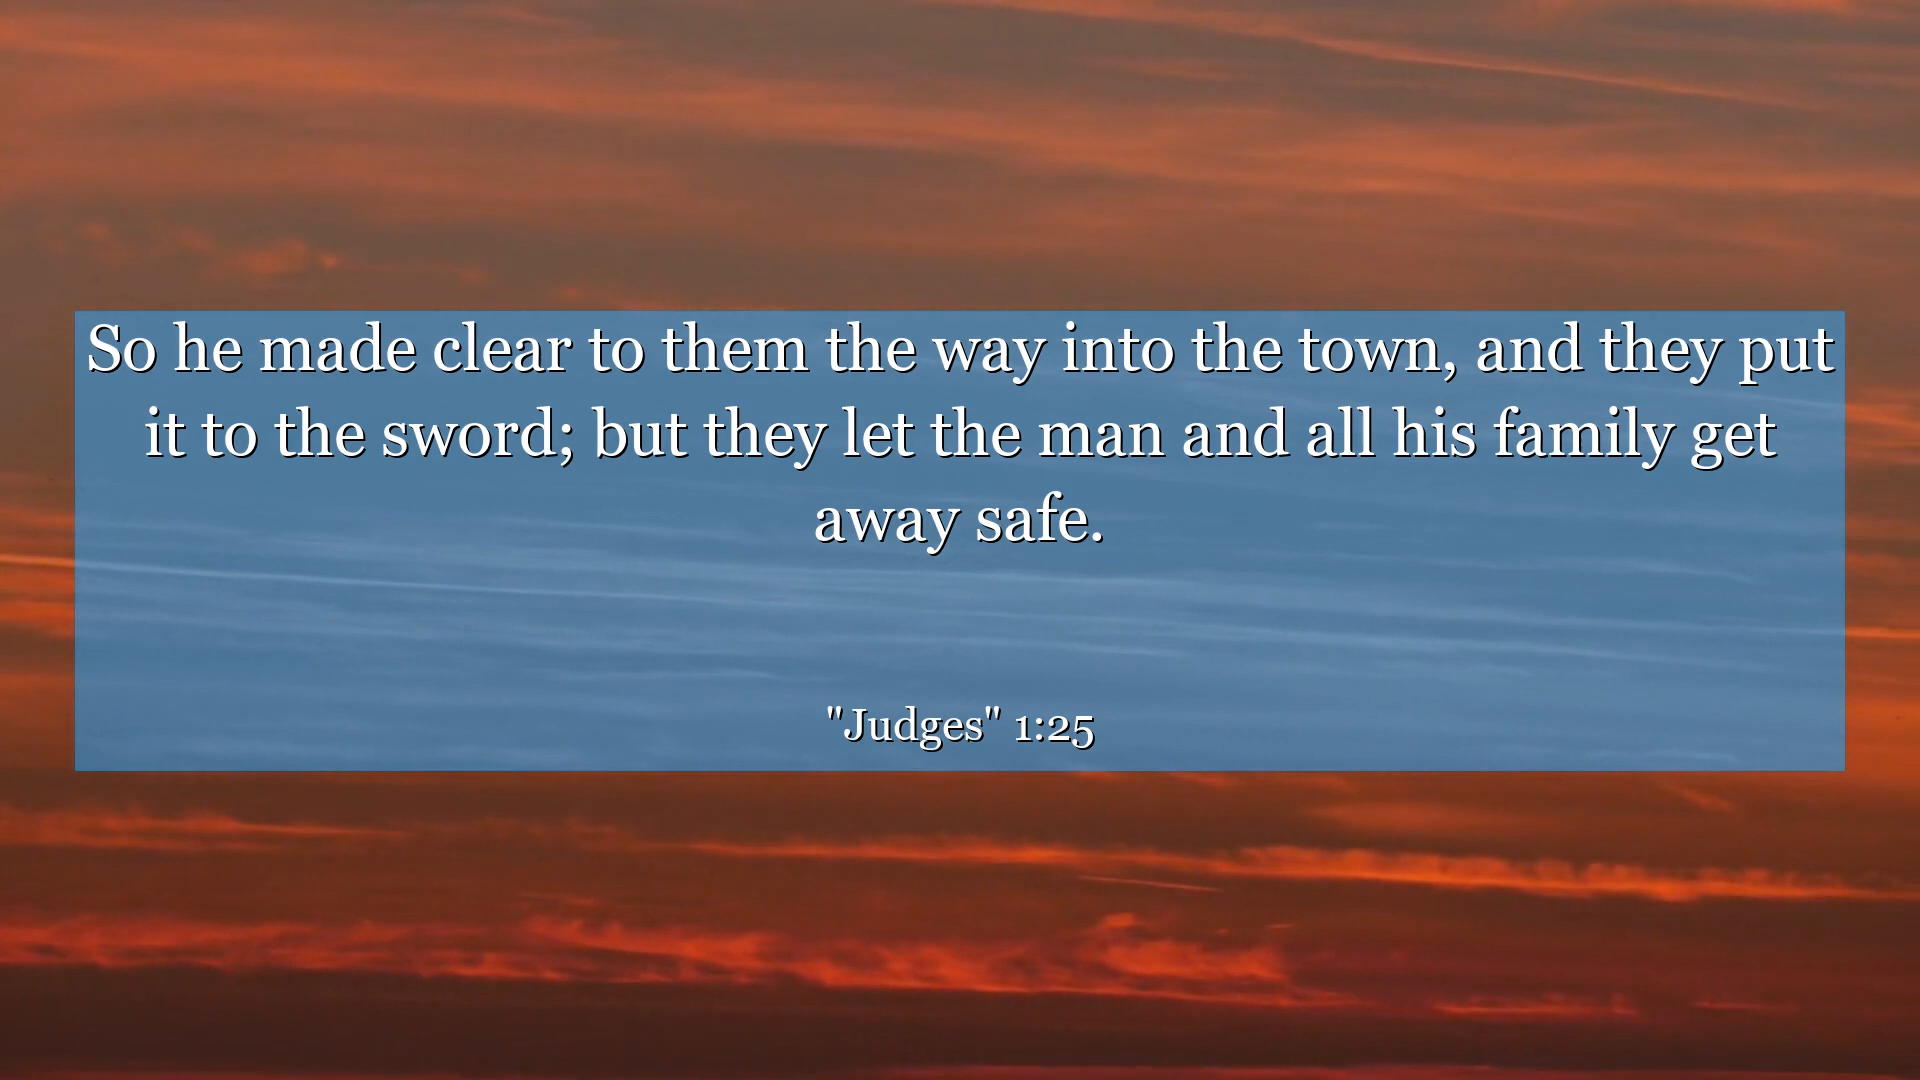 So he made clear to them the way into the town, and they put
it to the sword; but they let the man and all his family get
away safe.
"Judges" 1:25